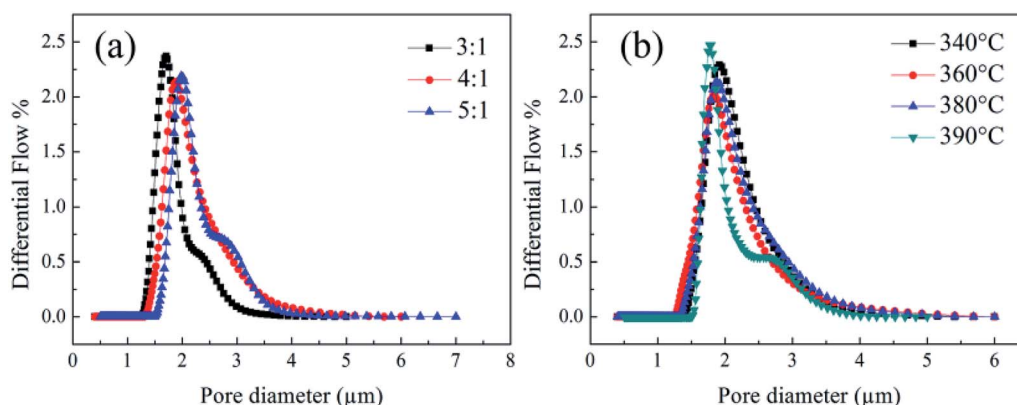 (a)
3:1
4:1
5:1
Differential Flow %
2.5
2.0
1.5
1.0
0.5
0.0
0 1 2 3 4 5 6 7 8
Pore diameter (µm)
(b)
340°C
360°C
380°C
390°C
Differential Flow %
2.5
2.0
1.5
1.0
0.5
0.0
1 2 3 4 5 6
Pore diameter (µm)